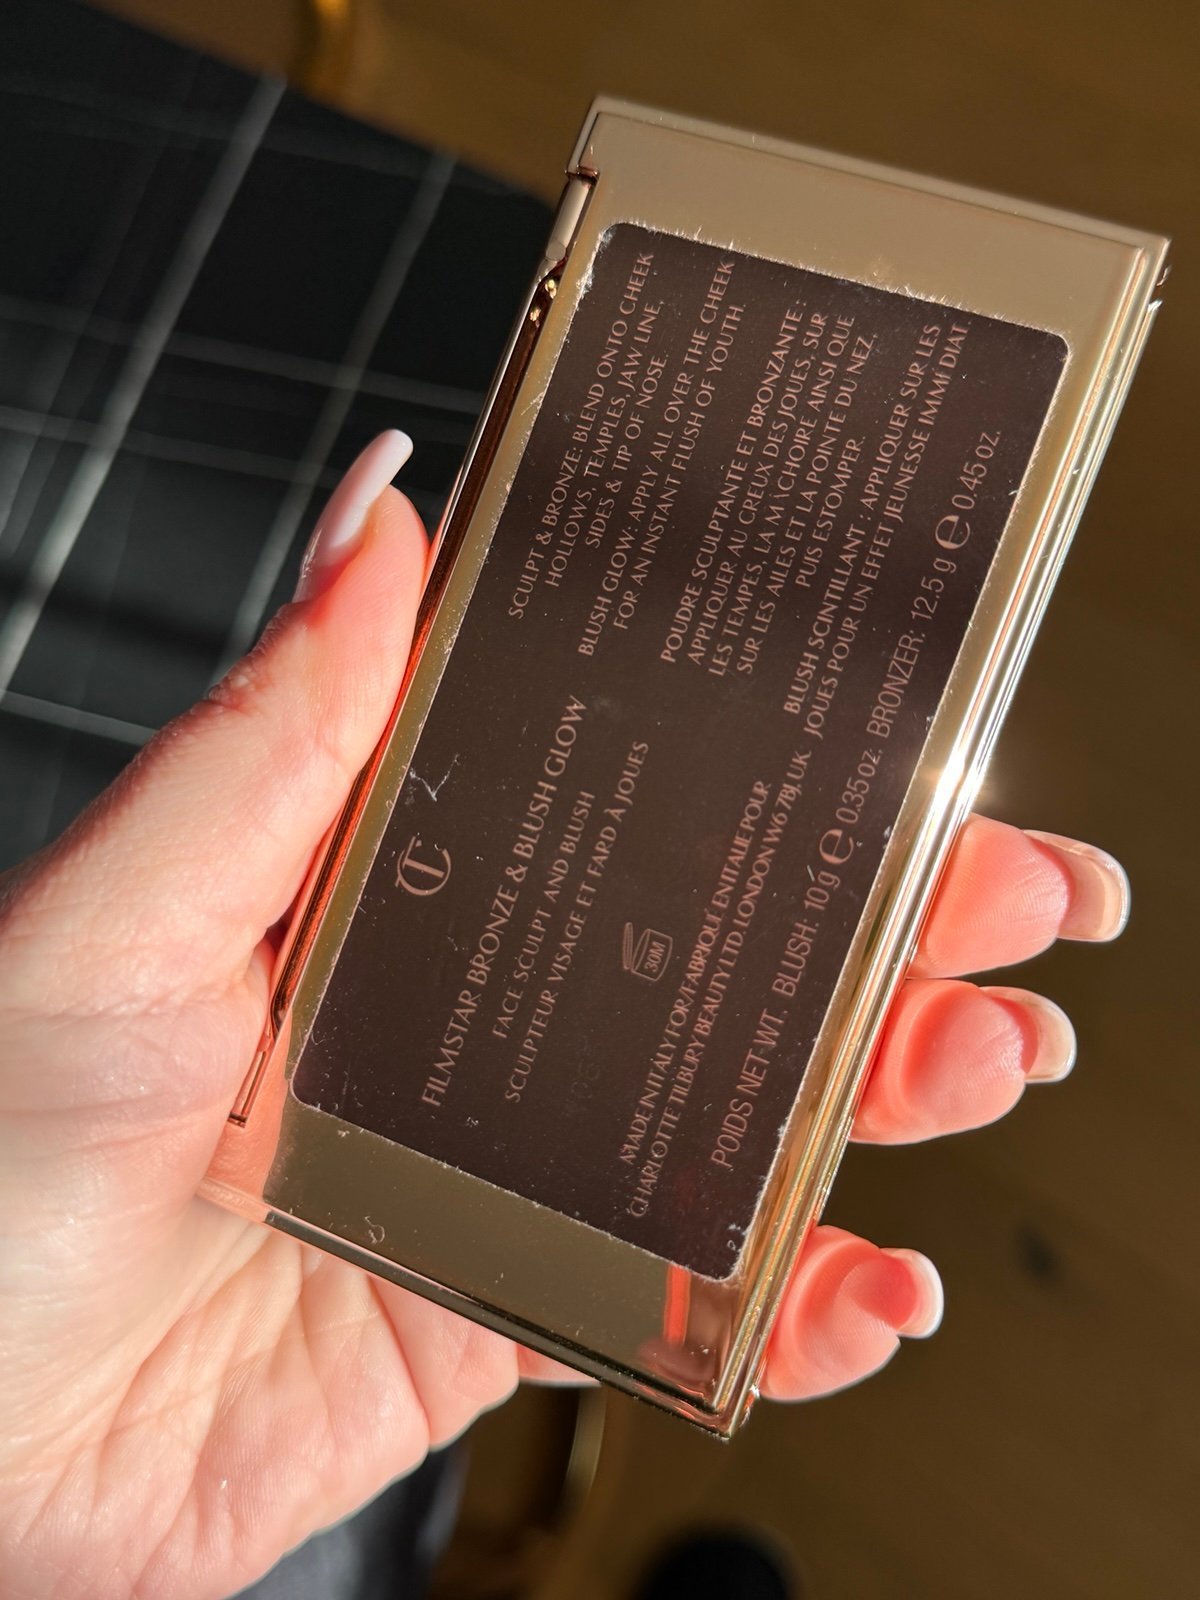 CT
FILMSTAR BRONZE & BLUSH GLOW
FACE SCULPT AND BLUSH
SCULPTEUR VISAGE ET FARD À JOUES
30M
MADE IN ITALY FOR/FABRIQUE EN ITALIE POUR
CHARLOTTE TILBURY BEAUTY LTD. LONDON W6 7BJ, UK
SCULPT & BRONZE: BLEND ONTO CHEEK
HOLLOWS, TEMPLES, JAW LINE,
SIDES & TIP OF NOSE.
BLUSH GLOW: APPLY ALL OVER THE CHEEK
FOR AN INSTANT FLUSH OF YOUTH.
POUDRE SCULPTANTE ET BRONZANTE :
APPLIQUER AU CREUX DES JOUES, SUR
LES TEMPES, LA M\CHOIRE AINSI QUE
SUR LES AILES ET LA POINTE DU NEZ,
PUIS ESTOMPER.
BLUSH SCINTILLANT : APPLIQUER SUR LES
JOUES POUR UN EFFET JEUNESSE IMMÏDIAT.
POIDS NET WT. BLUSH: 10 g ℮ 0.35 oz. BRONZER: 12.5 g ℮ 0.45 oz.